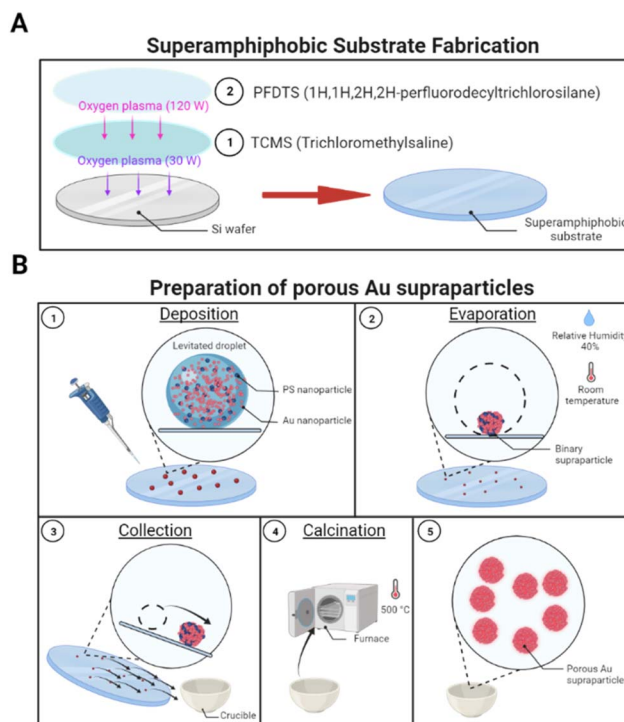 A
Superamphiphobic Substrate Fabrication
2 PFDTS (1H,1H,2H,2H-perfluorodecyltrichlorosilane)
Oxygen plasma (120 W)
1 TCMS (Trichloromethylsaline)
Oxygen plasma (30 W)
Si wafer
Superamphiphobic
substrate
B
Preparation of porous Au supraparticles
1 Deposition
Levitated droplet
PS nanoparticle
Au nanoparticle
2 Evaporation
Relative Humidity
40%
Room
temperature
Binary
supraparticle
3 Collection
Crucible
4 Calcination
500 °C
Furnace
5
Porous Au
supraparticle